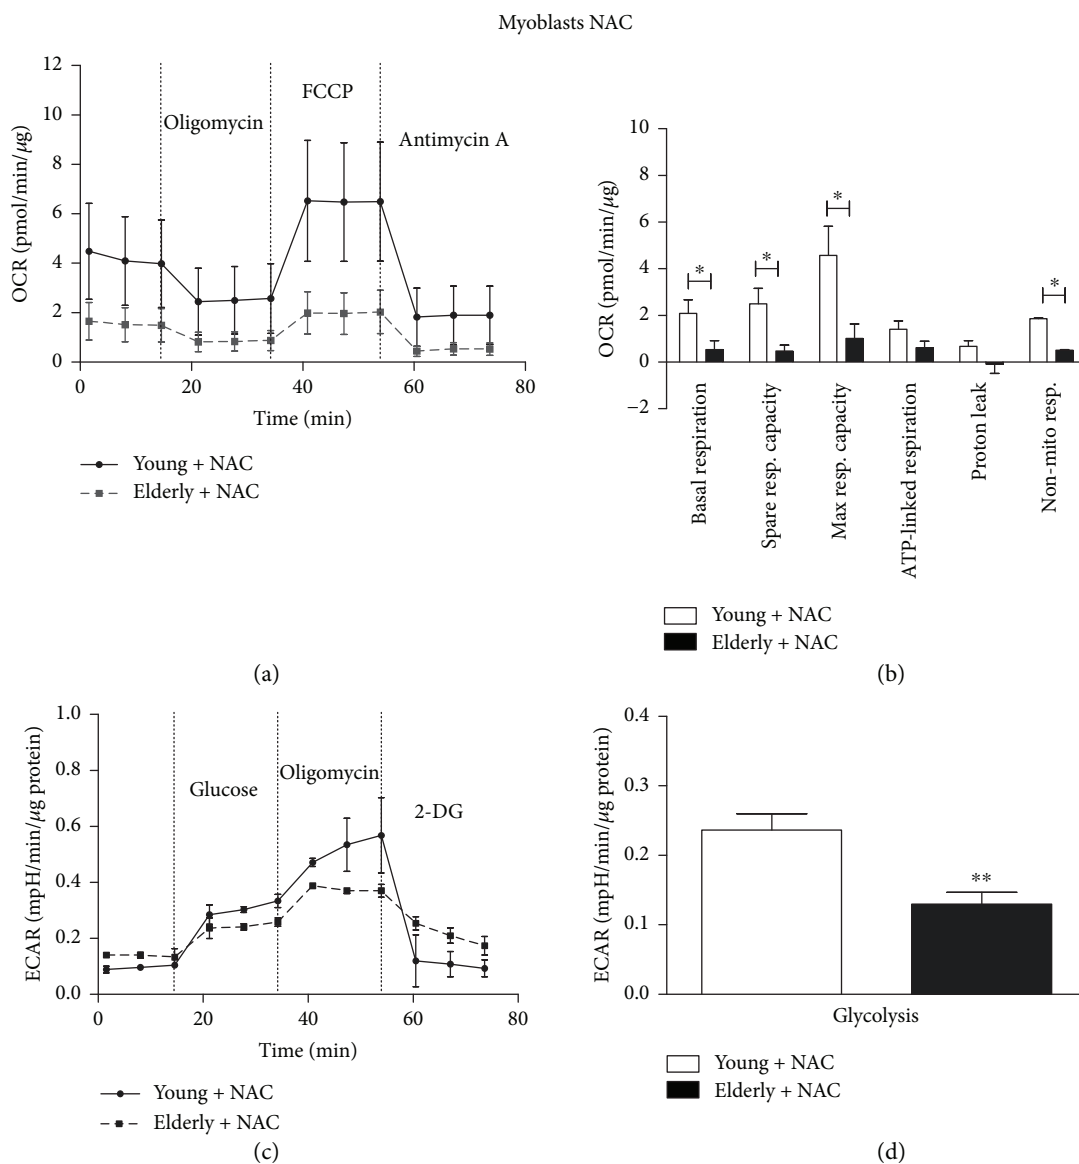 Myoblasts NAC
12
10
8
6
4
2
0
OCR (pmol/min/µg)
Oligomycin
FCCP
Antimycin A
0
20
40
60
80
Time (min)
Young + NAC
Elderly + NAC
(a)
10
8
6
4
2
0
−2
OCR (pmol/min/µg)
*
*
*
*
Basal respiration
Spare resp. capacity
Max resp. capacity
ATP-linked respiration
Proton leak
Non-mito resp.
Young + NAC
Elderly + NAC
(b)
1.0
0.8
0.6
0.4
0.2
0.0
ECAR (mpH/min/µg protein)
Glucose
Oligomycin
2-DG
0
20
40
60
80
Time (min)
Young + NAC
Elderly + NAC
(c)
0.4
0.3
0.2
0.1
0.0
ECAR (mpH/min/µg protein)
**
Glycolysis
Young + NAC
Elderly + NAC
(d)